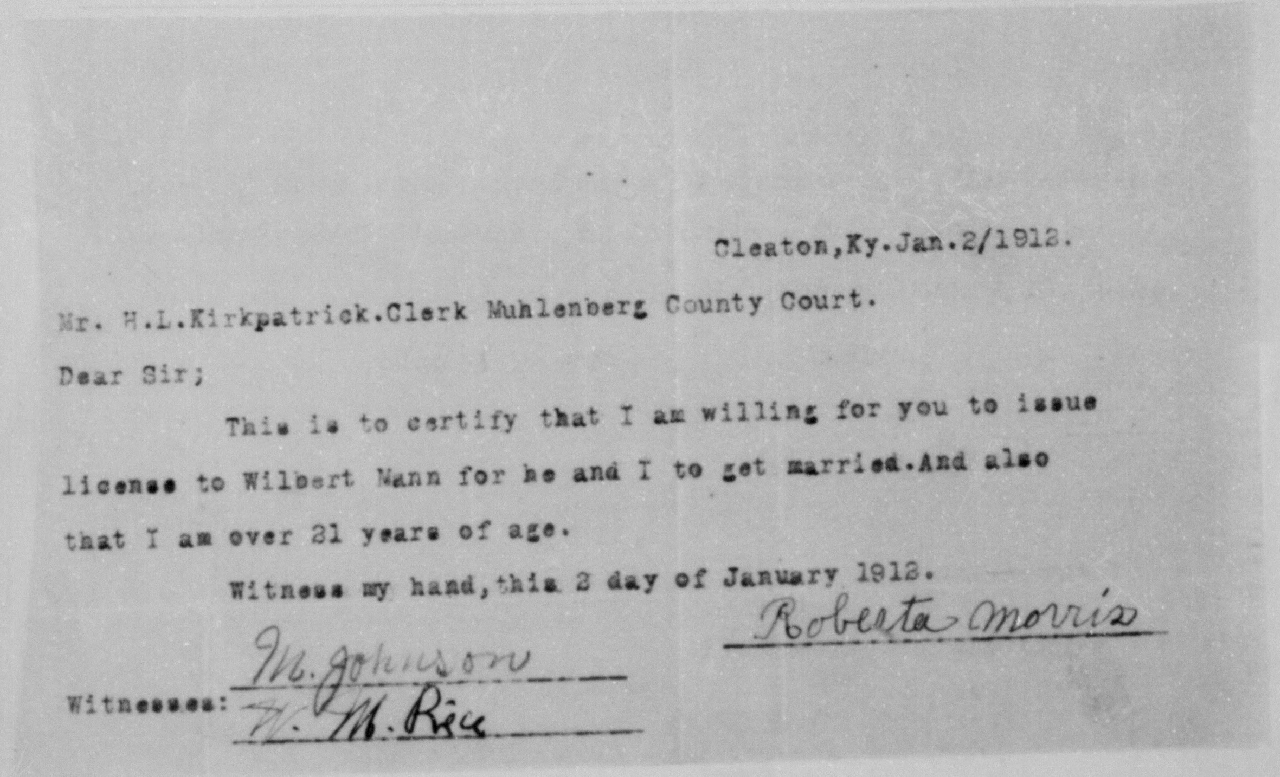 Cleaton,Ky.Jan.2/1912.
Mr. H.L.Kirkpatrick.Clerk Muhlenberg County Court.
Dear Sir;
This is to certify that I am willing for you to issue
license to Wilbert Mann for he and I to get married.And also
that I am over 21 years of age.
Witness my hand,this 2 day of January 1912.
Roberta Morris
M. Johnson
Witnesses:
W. M. Rice